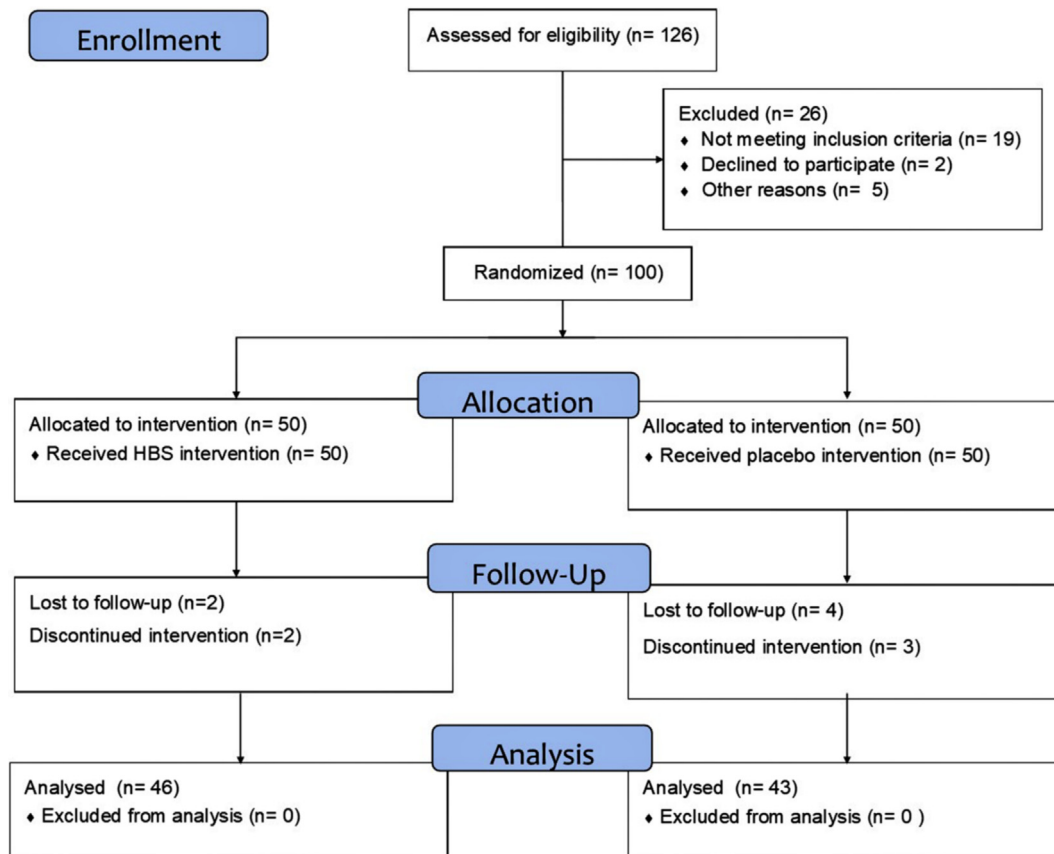 Enrollment
Assessed for eligibility (n= 126)
Excluded (n= 26)
♦ Not meeting inclusion criteria (n= 19)
♦ Declined to participate (n= 2)
♦ Other reasons (n=  5)
Randomized (n= 100)
Allocation
Allocated to intervention (n= 50)
♦ Received HBS intervention (n= 50)
Allocated to intervention (n= 50)
♦ Received placebo intervention (n= 50)
Follow-Up
Lost to follow-up (n=2)
Discontinued intervention (n=2)
Lost to follow-up (n= 4)
Discontinued intervention (n= 3)
Analysis
Analysed  (n= 46)
♦ Excluded from analysis (n= 0)
Analysed  (n= 43)
♦ Excluded from analysis (n= 0 )